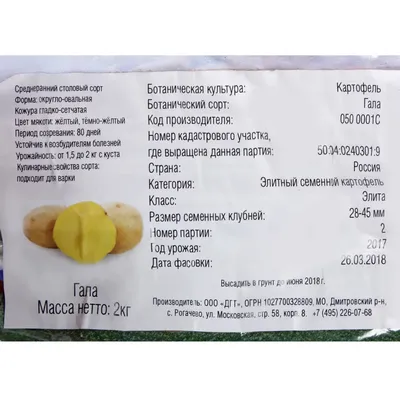 Среднеранний столовый сорт
Форма: округло-овальная
Кожура гладко-сетчатая
Цвет мякоти: жёлтый, тёмно-жёлтый
Период созревания: 80 дней
Устойчив к возбудителям болезней
Урожайность: от 1,5 до 2 кг с куста
Кулинарные свойства сорта:
подходит для варки
Гала
Масса нетто: 2кг
Ботаническая культура: Картофель
Ботанический сорт: Гала
Код производителя: 050 0001С
Номер кадастрового участка,
где выращена данная партия: 50:04:0240301:9
Страна: Россия
Категория: Элитный семенной картофель
Класс: Элита
Размер семенных клубней: 28-45 мм
Номер партии: 2
Год урожая: 2017
Дата фасовки: 26.03.2018
Высадить в грунт до июня 2018 г.
Производитель: ООО «ДГТ», ОГРН 1027700328809, МО, Дмитровский р-н,
с. Рогачево, ул. Московская, стр. 58, корп. 8. +7 (495) 226-07-68